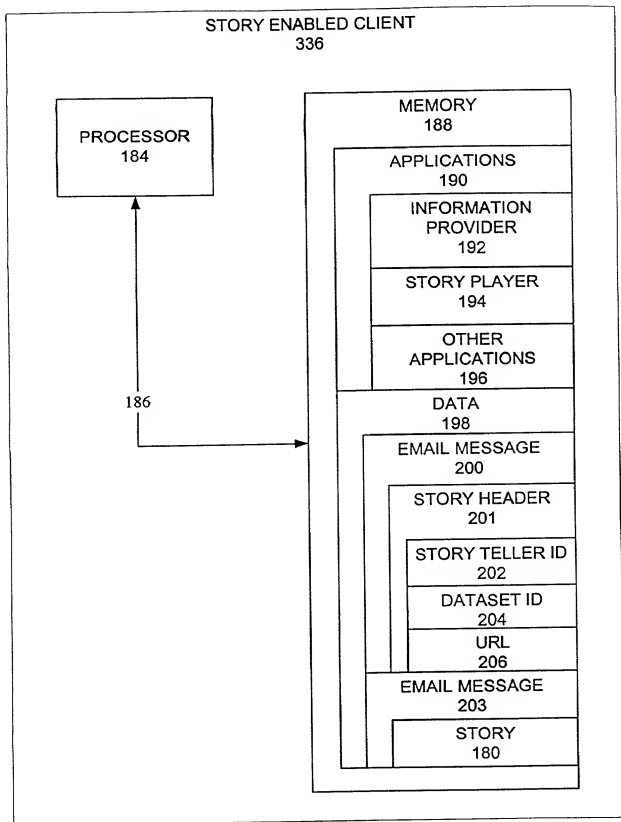 STORY ENABLED CLIENT
336
PROCESSOR
184
186
MEMORY
188
APPLICATIONS
190
INFORMATION
PROVIDER
192
STORY PLAYER
194
OTHER
APPLICATIONS
196
DATA
198
EMAIL MESSAGE
200
STORY HEADER
201
STORY TELLER ID
202
DATASET ID
204
URL
206
EMAIL MESSAGE
203
STORY
180